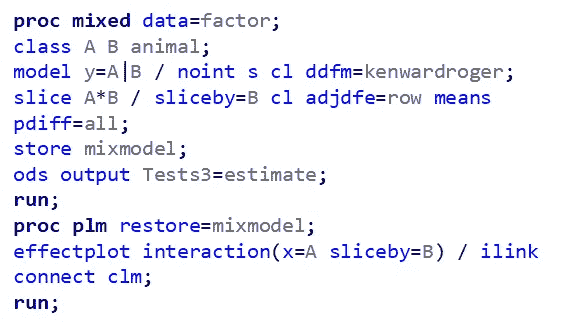 proc mixed data=factor;
class A B animal;
model y=A|B / noint s cl ddfm=kenwardroger;
slice A*B / sliceby=B cl adjdfe=row means
pdiff=all;
store mixmodel;
ods output Tests3=estimate;
run;
proc plm restore=mixmodel;
effectplot interaction(x=A sliceby=B) / ilink
connect clm;
run;